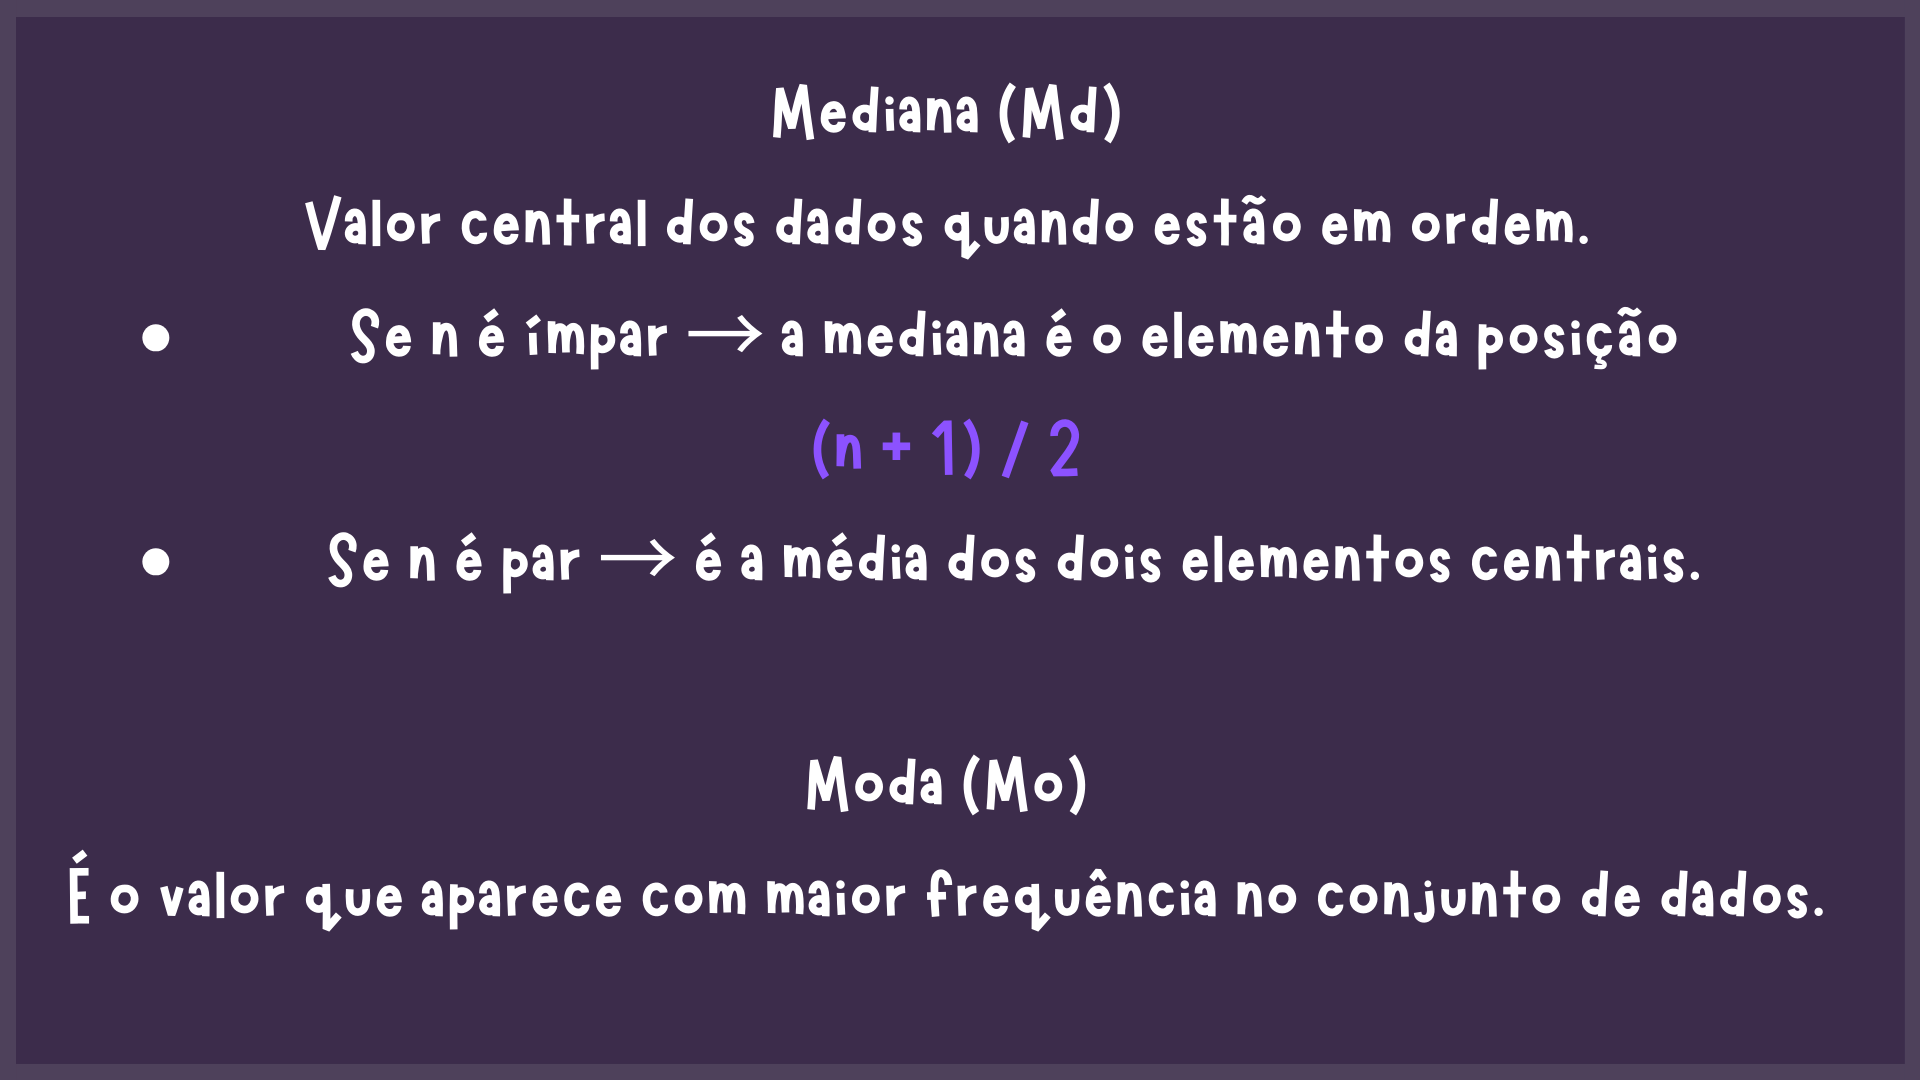 Mediana (Md)
Valor central dos dados quando estão em ordem.
● Se n é ímpar → a mediana é o elemento da posição
(n + 1) / 2
● Se n é par → é a média dos dois elementos centrais.
Moda (Mo)
É o valor que aparece com maior frequência no conjunto de dados.